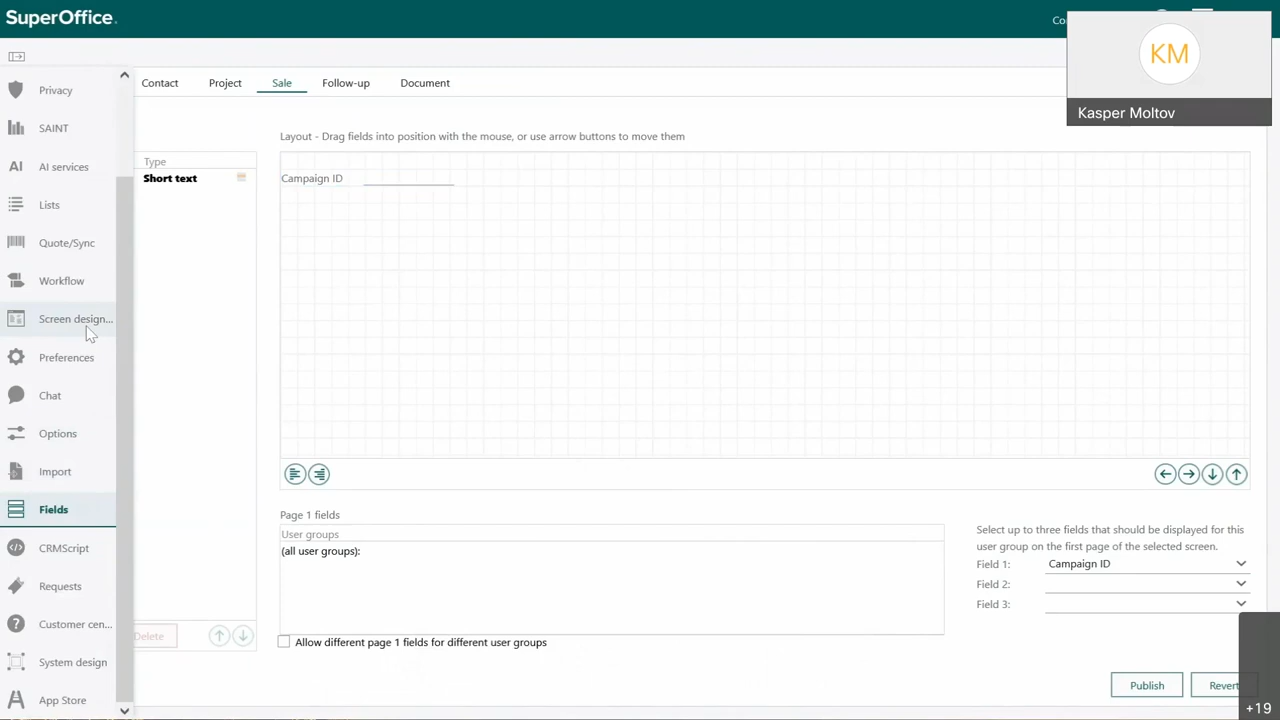 SuperOffice.
Co
KM
Kasper Moltov
Privacy
SAINT
AI services
Lists
Quote/Sync
Workflow
Screen design...
Preferences
Chat
Options
Import
Fields
CRMScript
Requests
Customer cen...
System design
App Store
Contact
Project
Sale
Follow-up
Document
Type
Short text
Delete
Layout - Drag fields into position with the mouse, or use arrow buttons to move them
Campaign ID
Page 1 fields
User groups
(all user groups):
Allow different page 1 fields for different user groups
Select up to three fields that should be displayed for this
user group on the first page of the selected screen.
Field 1: Campaign ID
Field 2:
Field 3:
Publish
Revert
+19